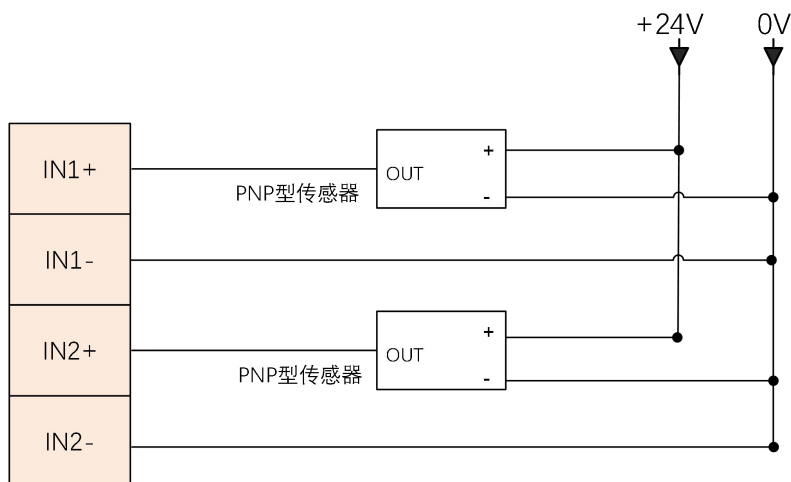 +24V 0V
IN1+
OUT
+
-
PNP型传感器
IN1-
IN2+
OUT
+
-
PNP型传感器
IN2-